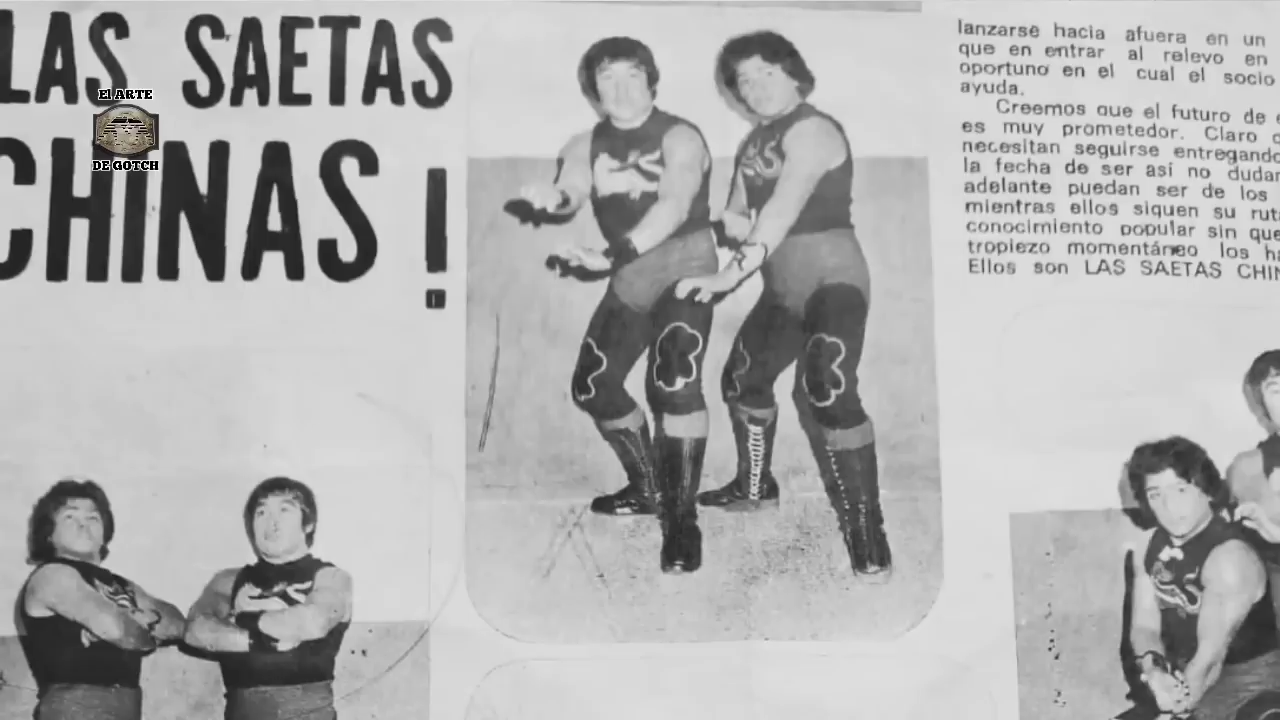 LAS SAETAS
CHINAS !
El ARTE
DE GOTCH
lanzarse hacia afuera en un
que en entrar al relevo en
oportuno en el cual el socio
ayuda.
Creemos que el futuro de
es muy prometedor. Claro
necesitan seguirse entregando
la fecha de ser así no dudar
adelante puedan ser de los
mientras ellos siguen su ruta
conocimiento popular sin que
tropiezo momentáneo los ha
Ellos son LAS SAETAS CHIN